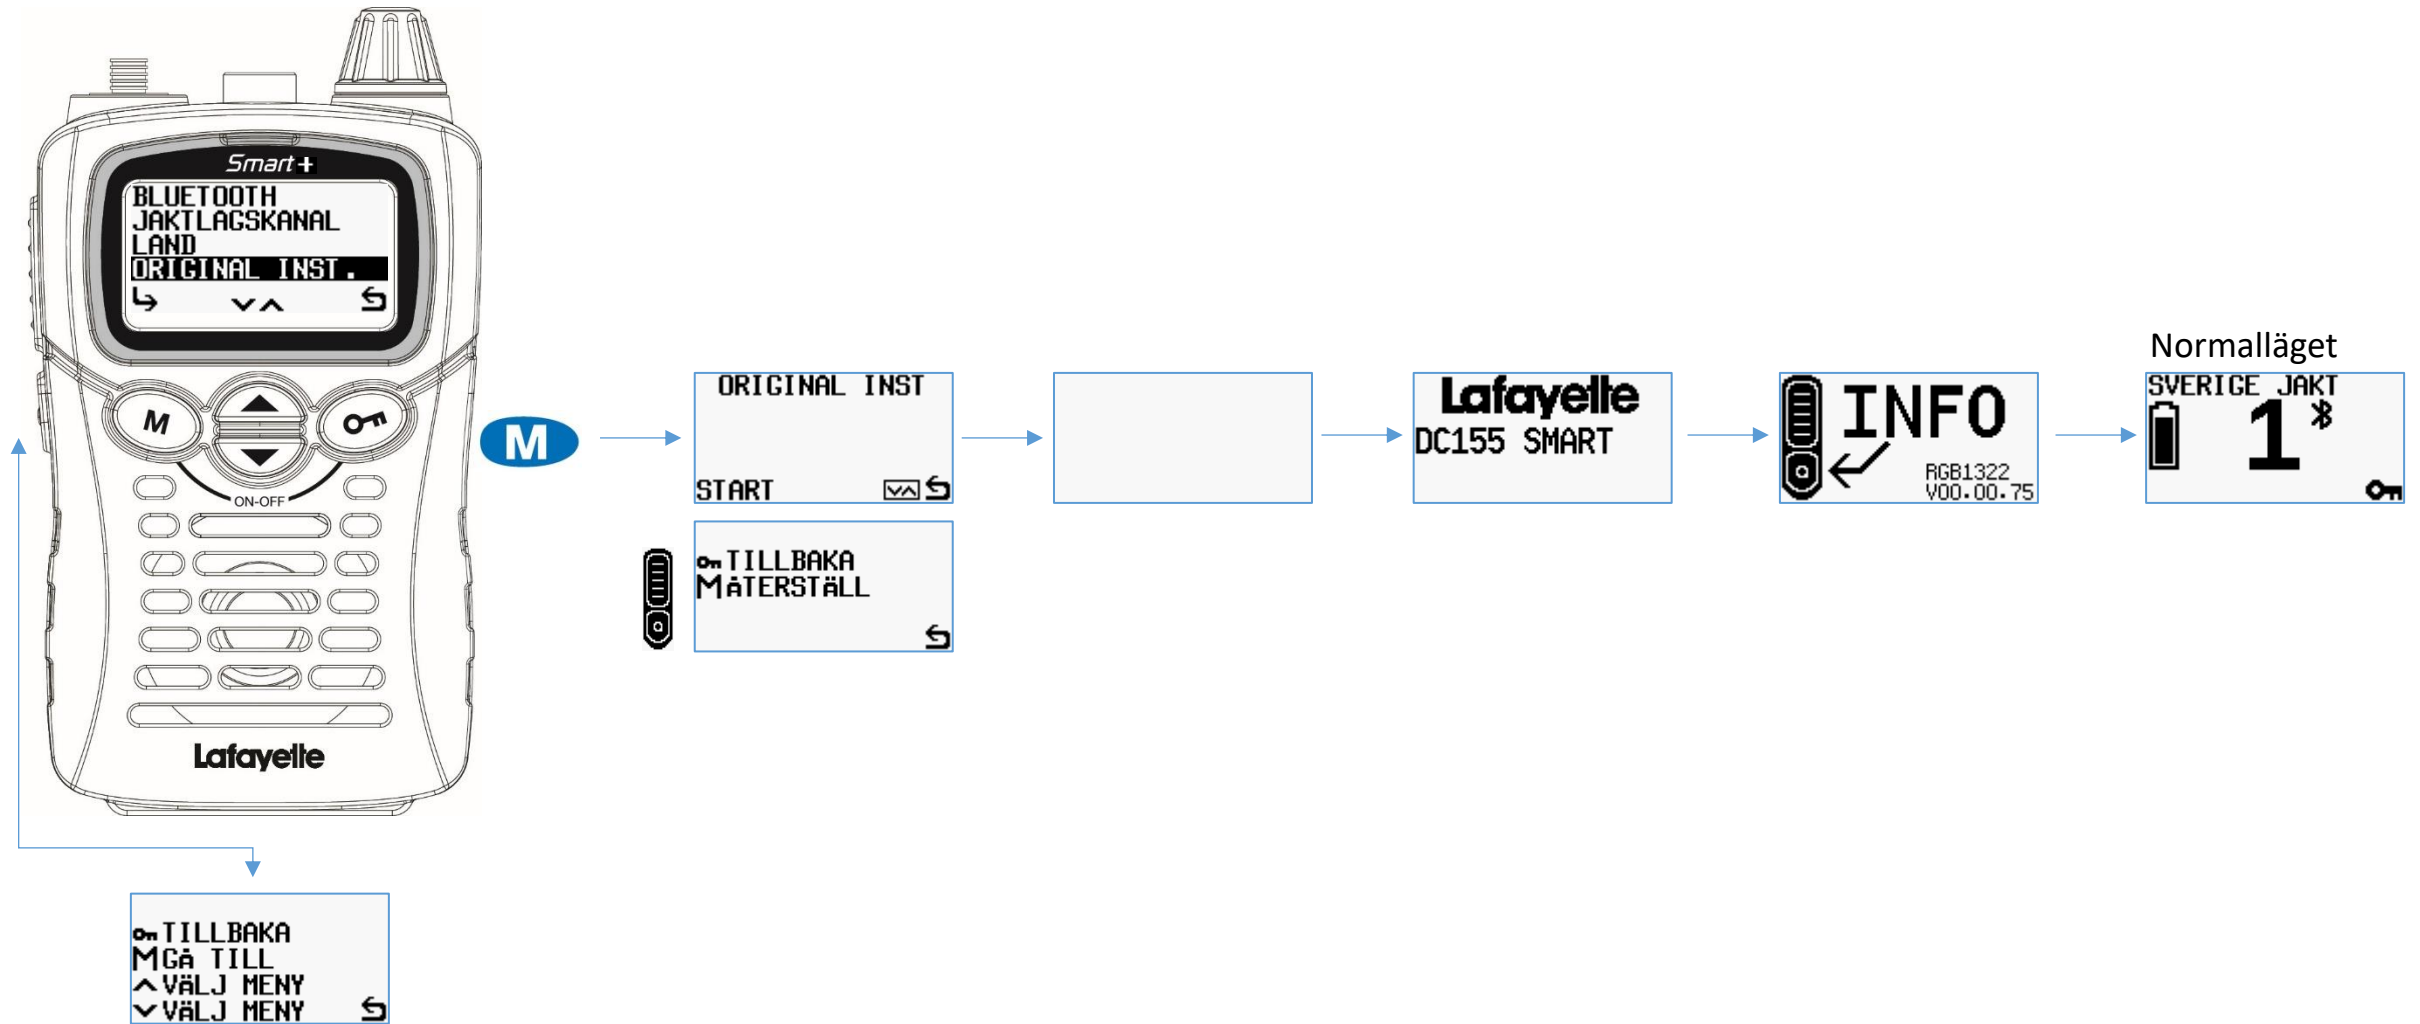 Smart+
BLUETOOTH
JAKTLAGSKANAL
LAND
ORIGINAL INST.
M
ON-OFF
Lafayette
M
ORIGINAL INST
START
TILLBAKA
MÅTERSTÄLL
Lafayette
DC155 SMART
INFO
RGB1322
V00.00.75
Normalläget
SVERIGE JAKT
1
TILLBAKA
M GÅ TILL
VÄLJ MENY
VÄLJ MENY